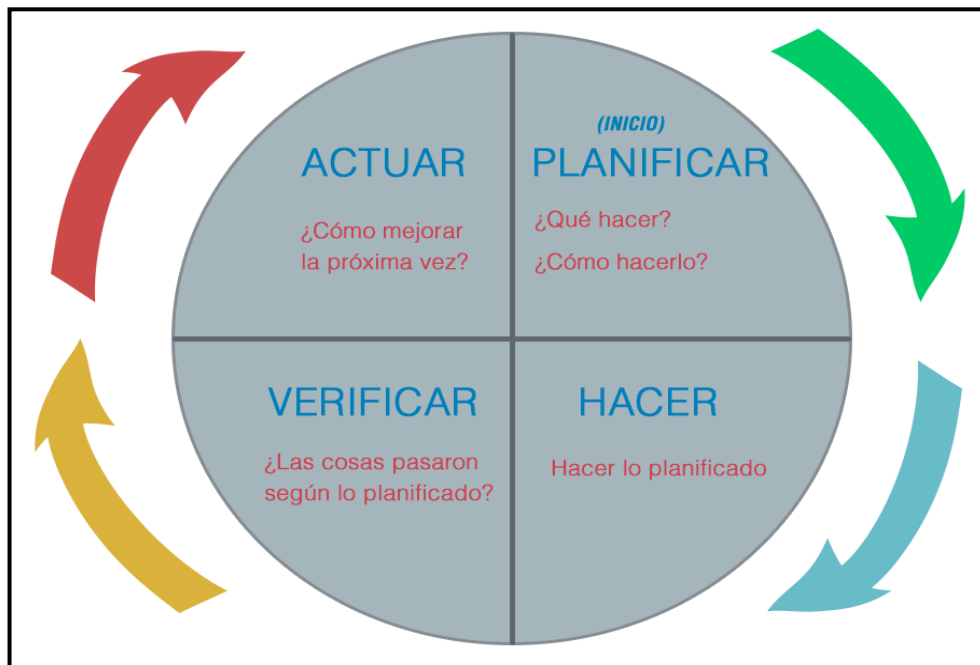 ACTUAR
¿Cómo mejorar
la próxima vez?
(INICIO)
PLANIFICAR
¿Qué hacer?
¿Cómo hacerlo?
VERIFICAR
¿Las cosas pasaron
según lo planificado?
HACER
Hacer lo planificado